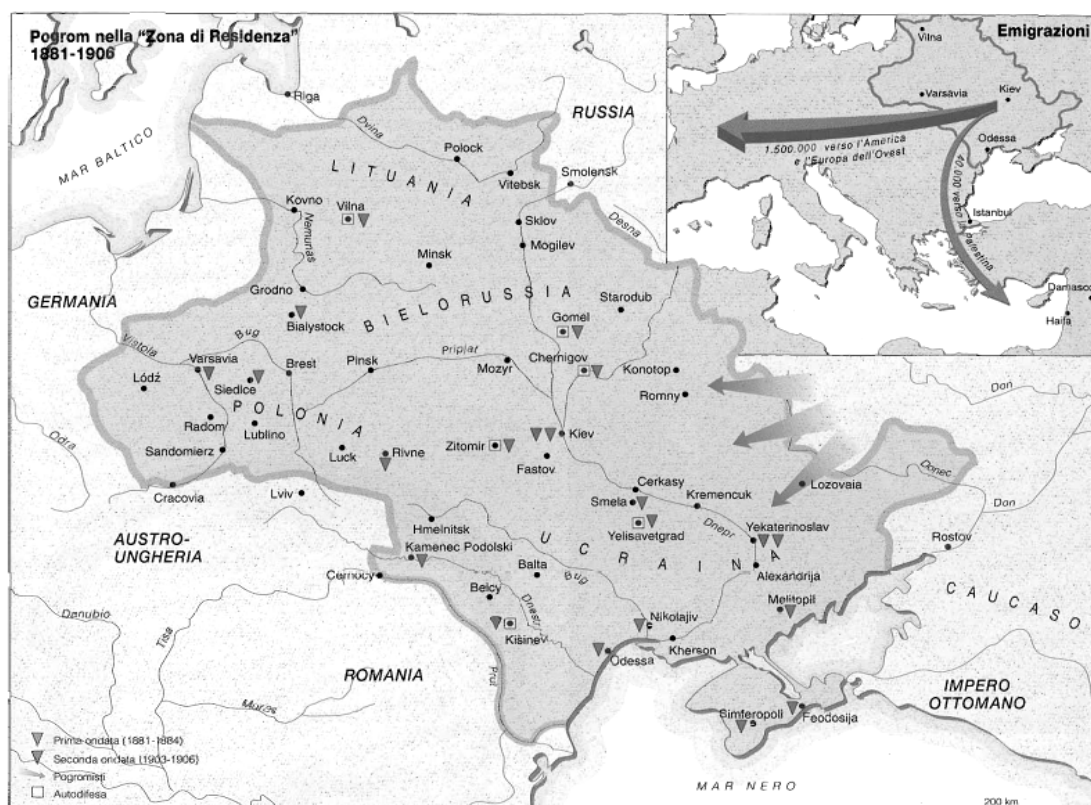 Pogrom nella "Zona di Residenza"
1881-1906
Emigrazioni
Vilna
Varsavia
Kiev
Odessa
1.500.000 verso l'America
e l'Europa dell'Ovest
40.000 verso la Palestina
Istanbul
Damasco
Haifa
MAR BALTICO
Riga
Dvina
RUSSIA
Polock
LITUANIA
Vitebsk
Smolensk
Kovno
Vilna
Nemunas
Sklov
Desna
Mogilev
Minsk
Grodno
GERMANIA
BIELORUSSIA
Starodub
Bialystock
Gomel
Vistola
Bug
Pripjat
Chernigov
Varsavia
Brest
Pinsk
Mozyr
Konotop
Siedlce
Lódź
Romny
Don
POLONIA
Radom
Lublino
Odra
Sandomierz
Luck
Rivne
Zitomir
Kiev
Fastov
Cracovia
Lviv
Cerkasy
Smela
Kremencuk
Lozovaia
Donec
Don
Hmelnitsk
Yelisavetgrad
Dnepr
Yekaterinoslav
Rostov
AUSTRO-
UNGHERIA
Kamenec Podolski
UCRAINA
Balta
Bug
Alexandrija
Cernocy
Belcy
Dnestr
CAUCASO
Danubio
Tisa
Melitopil
Nikolajiv
Kišinev
Kherson
Odessa
ROMANIA
Prut
Mures
IMPERO
OTTOMANO
Simferopoli
Feodosija
Prima ondata (1881-1884)
Seconda ondata (1903-1906)
Pogromisti
Autodifesa
MAR NERO
200 km